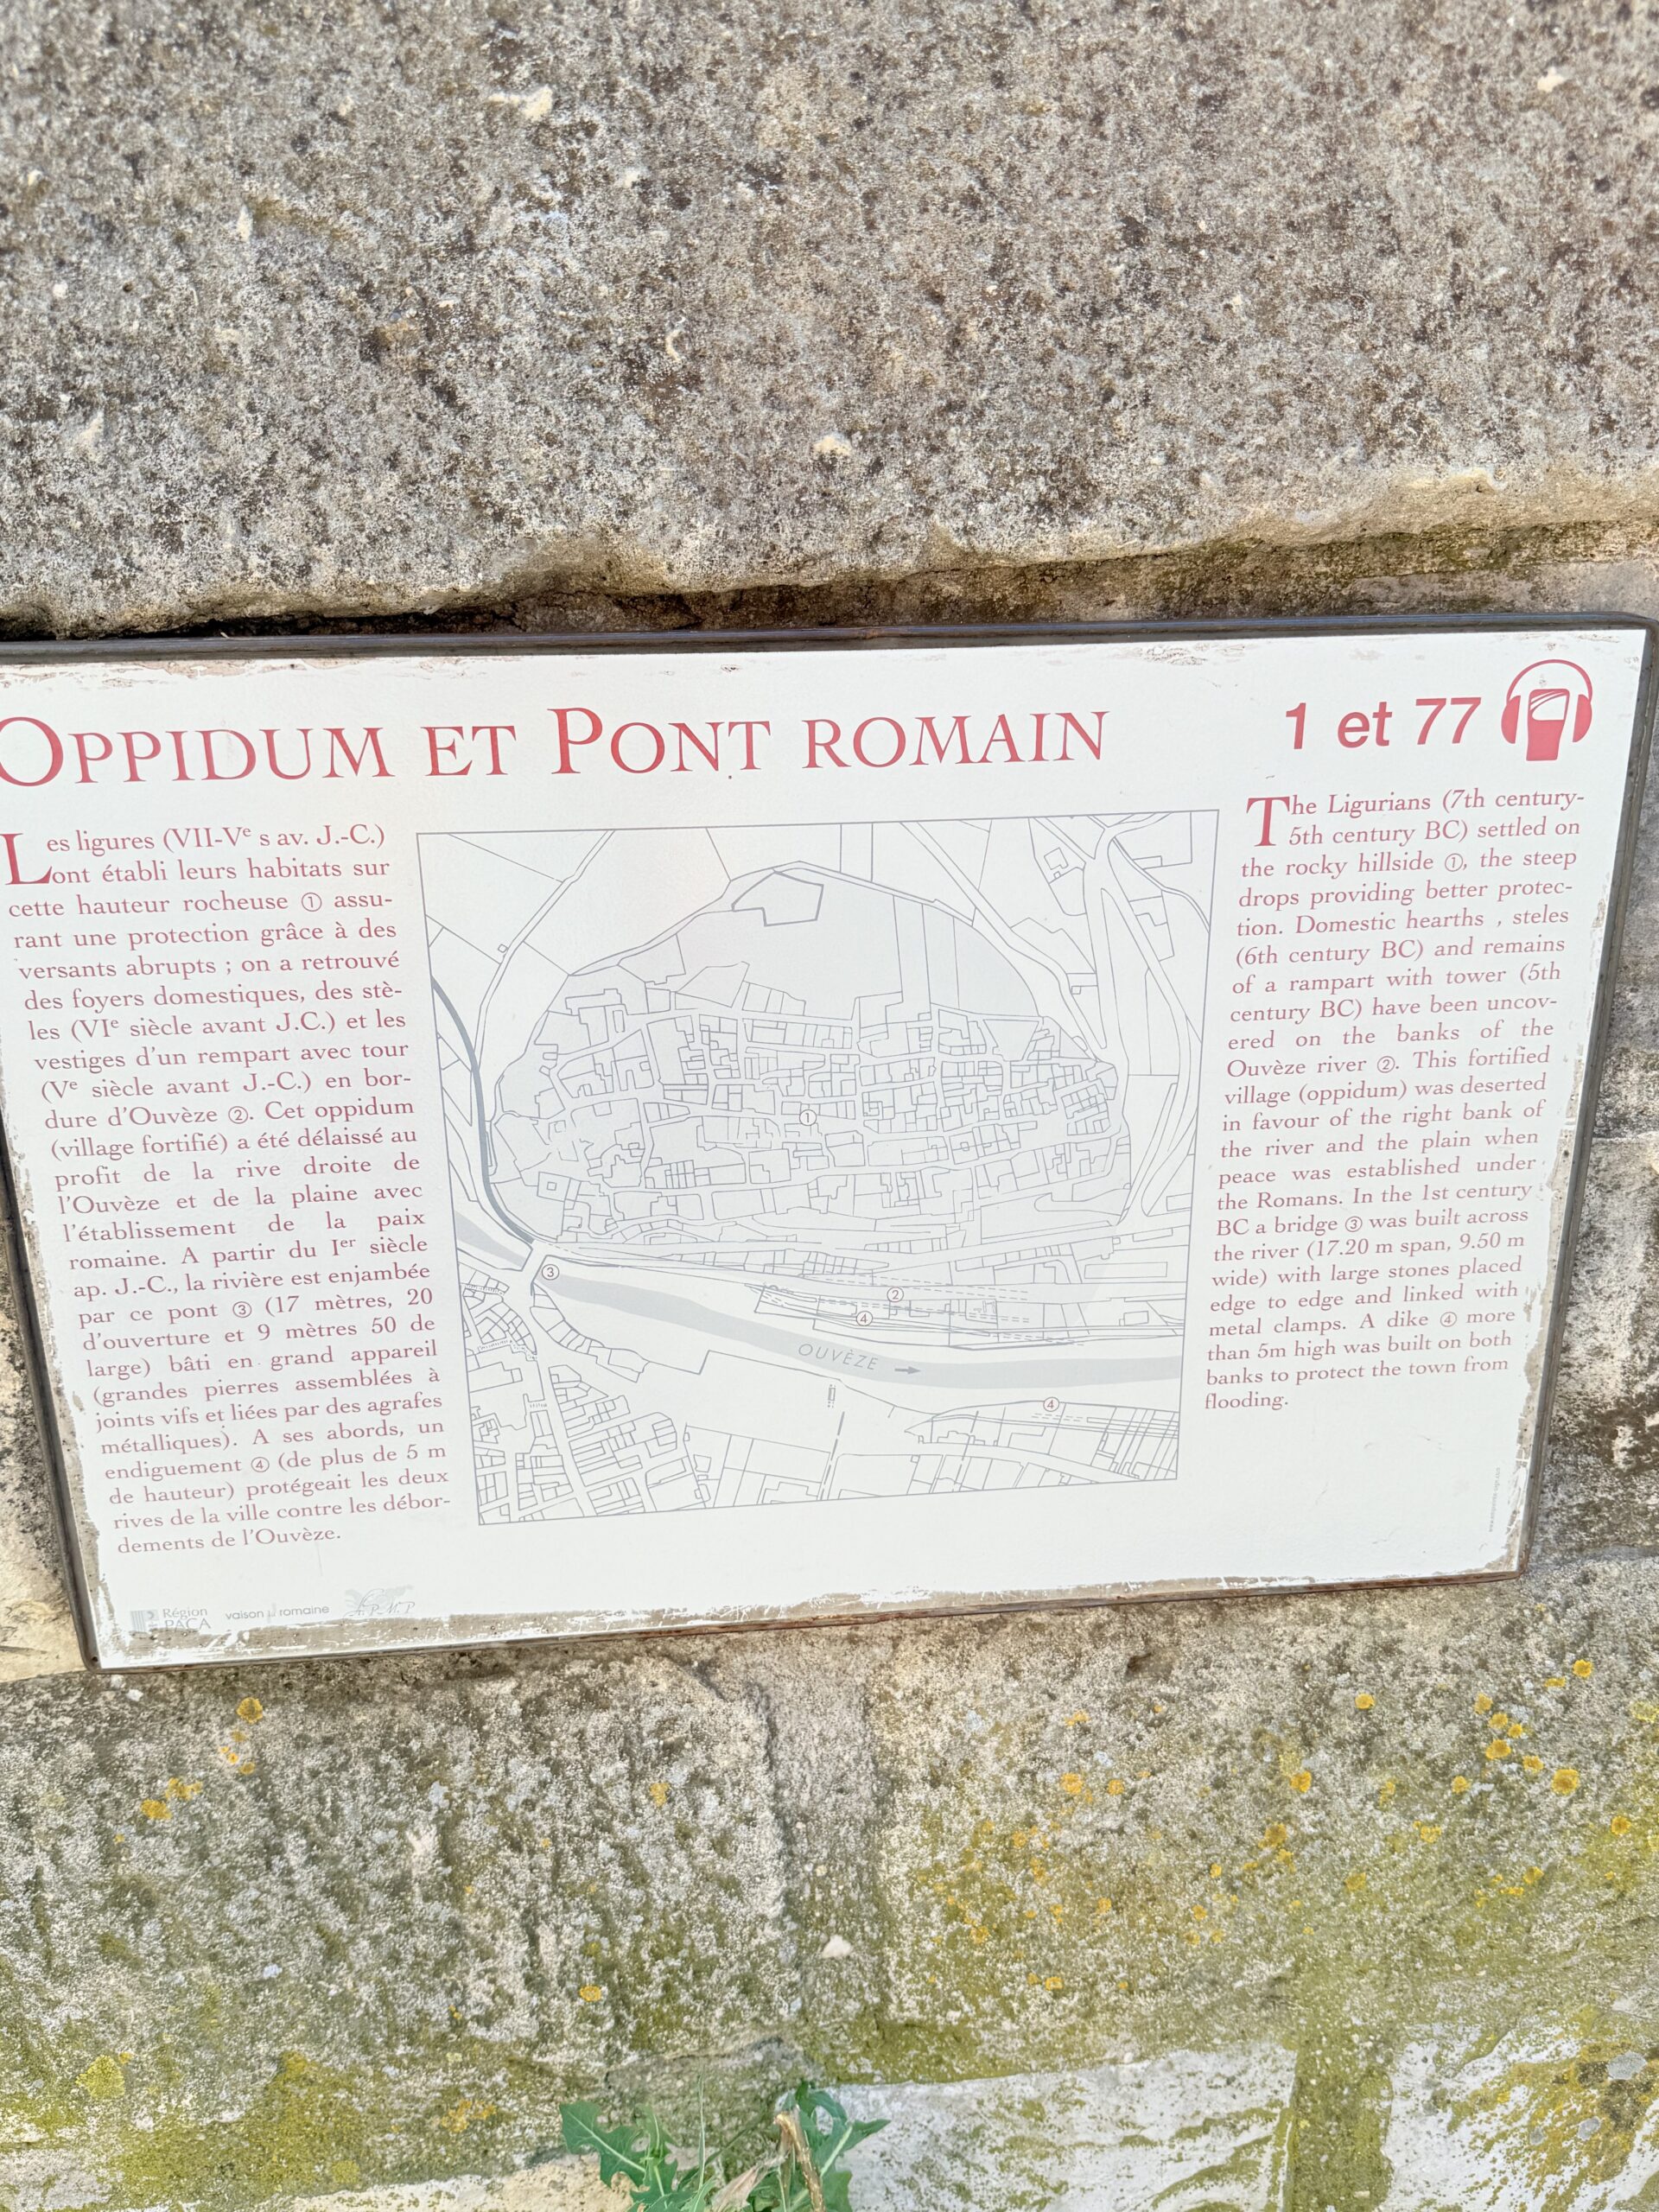 OPPIDUM ET PONT ROMAIN
1 et 77
Les ligures (VII-Ve s av. J.-C.)
ont établi leurs habitats sur
cette hauteur rocheuse ① assu-
rant une protection grâce à des
versants abrupts ; on a retrouvé
des foyers domestiques, des stè-
les (VIe siècle avant J.C.) et les
vestiges d'un rempart avec tour
(Ve siècle avant J.-C.) en bor-
dure d'Ouvèze ②. Cet oppidum
(village fortifié) a été délaissé au
profit de la rive droite de
l'Ouvèze et de la plaine avec
l'établissement de la paix
romaine. A partir du Ier siècle
ap. J.-C., la rivière est enjambée
par ce pont ③ (17 mètres, 20
d'ouverture et 9 mètres 50 de
large) bâti en grand appareil
(grandes pierres assemblées à
joints vifs et liées par des agrafes
métalliques). A ses abords, un
endiguement ④ (de plus de 5 m
de hauteur) protégeait les deux
rives de la ville contre les débor-
dements de l'Ouvèze.
①
③
②
④
OUVÈZE
④
The Ligurians (7th century-
5th century BC) settled on
the rocky hillside ①, the steep
drops providing better protec-
tion. Domestic hearths , steles
(6th century BC) and remains
of a rampart with tower (5th
century BC) have been uncov-
ered on the banks of the
Ouvèze river ②. This fortified
village (oppidum) was deserted
in favour of the right bank of
the river and the plain when
peace was established under
the Romans. In the 1st century
BC a bridge ③ was built across
the river (17.20 m span, 9.50 m
wide) with large stones placed
edge to edge and linked with
metal clamps. A dike ④ more
than 5m high was built on both
banks to protect the town from
flooding.
Région
PACA
vaison la romaine